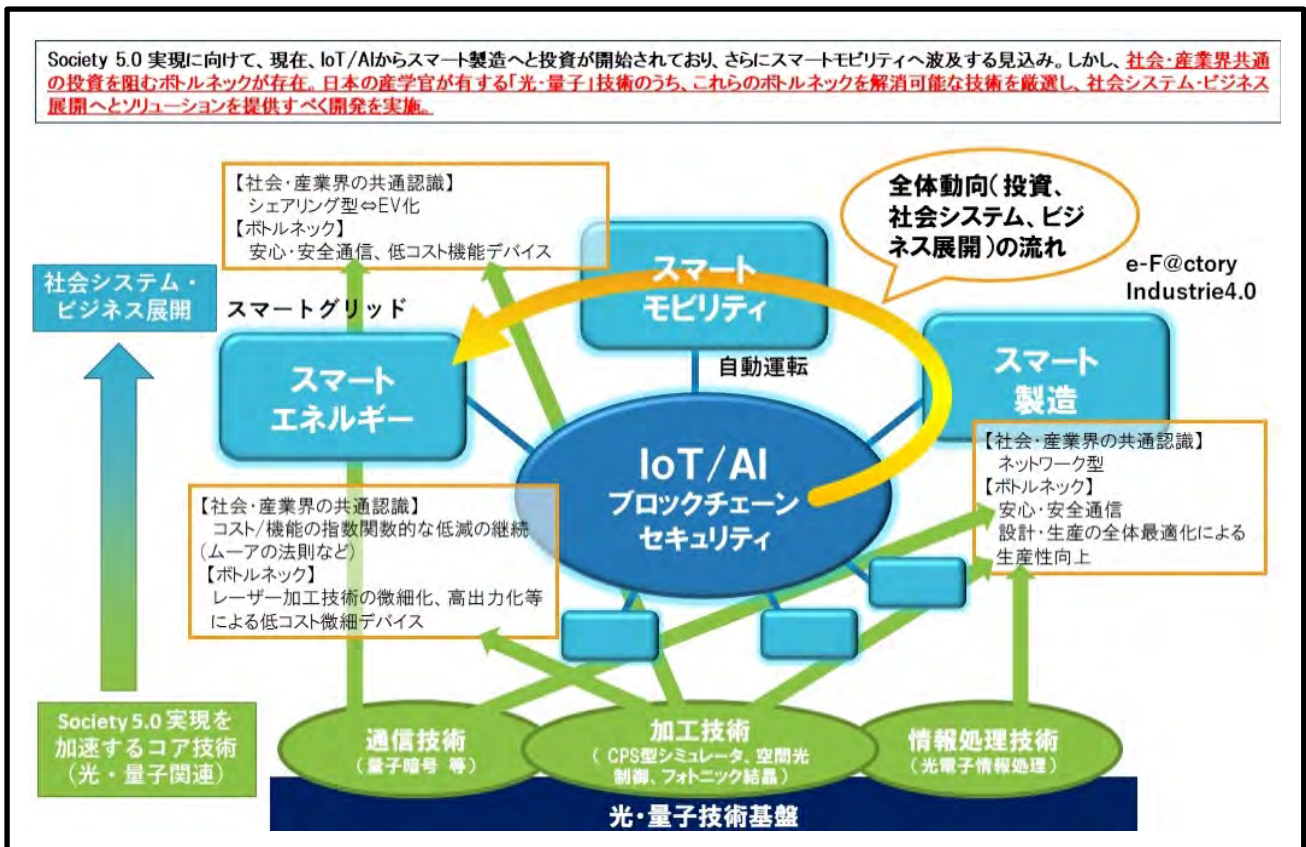 Society 5.0 実現に向けて、現在、IoT/AIからスマート製造へと投資が開始されており、さらにスマートモビリティへ波及する見込み。しかし、社会・産業界共通
の投資を阻むボトルネックが存在。日本の産学官が有する「光・量子」技術のうち、これらのボトルネックを解消可能な技術を厳選し、社会システム・ビジネス
展開へとソリューションを提供すべく開発を実施。
【社会・産業界の共通認識】
シェアリング型⇔EV化
【ボトルネック】
安心・安全通信、低コスト機能デバイス
全体動向(投資、
社会システム、ビジ
ネス展開)の流れ
e-F@ctory
Industrie4.0
社会システム・
ビジネス展開
スマートグリッド
スマート
モビリティ
自動運転
スマート
エネルギー
スマート
製造
IoT/AI
ブロックチェーン
セキュリティ
【社会・産業界の共通認識】
ネットワーク型
【ボトルネック】
安心・安全通信
設計・生産の全体最適化による
生産性向上
【社会・産業界の共通認識】
コスト/機能の指数関数的な低減の継続
(ムーアの法則など)
【ボトルネック】
レーザー加工技術の微細化、高出力化等
による低コスト微細デバイス
Society 5.0 実現を
加速するコア技術
(光・量子関連)
通信技術
(量子暗号 等)
加工技術
( CPS型シミュレータ、空間光
制御、フォトニック結晶)
情報処理技術
(光電子情報処理)
光・量子技術基盤